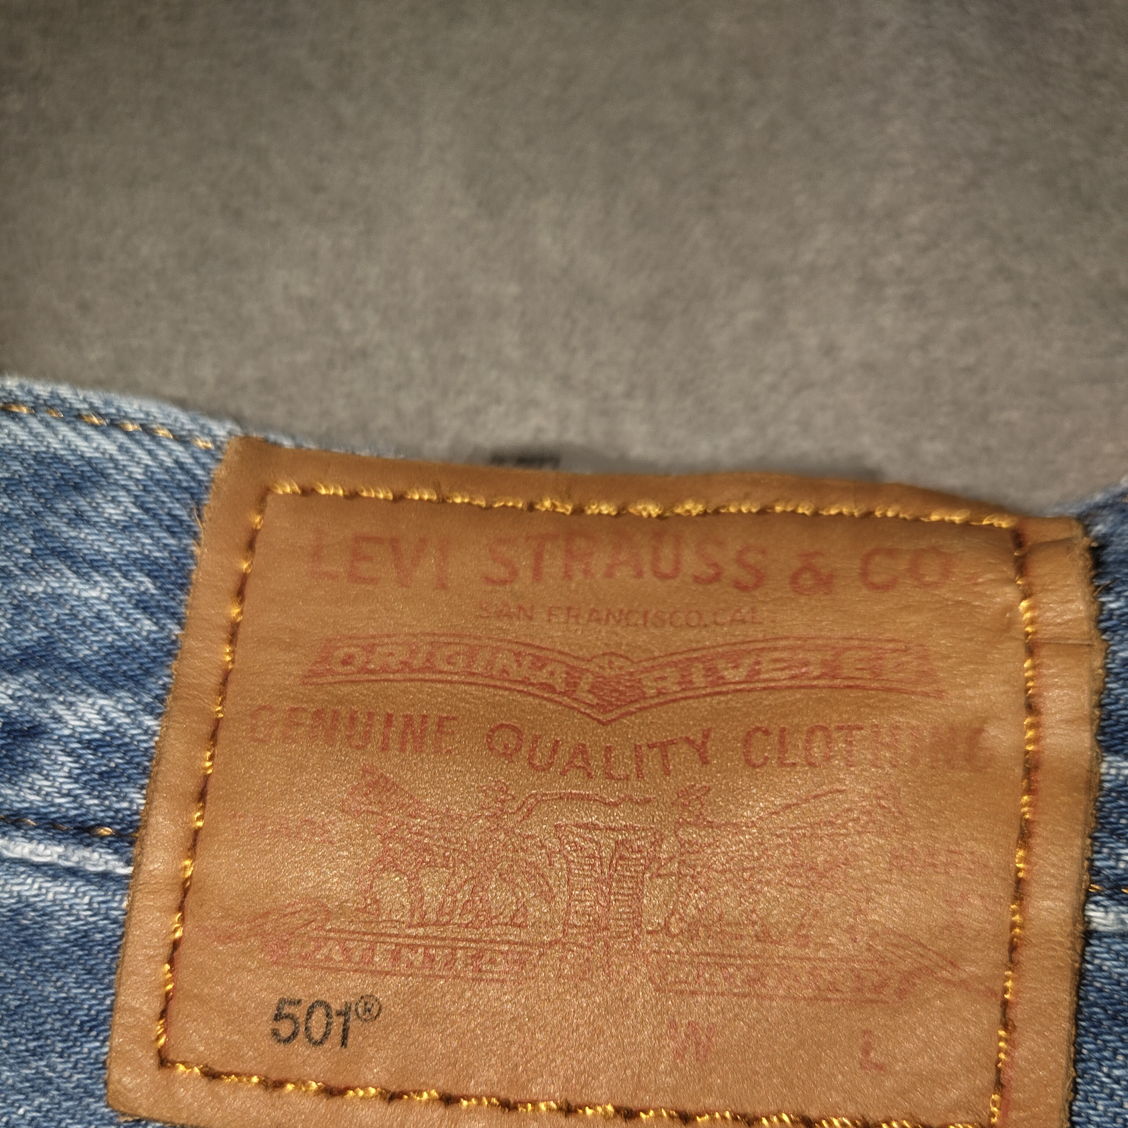 LEVI STRAUSS & CO.
SAN FRANCISCO, CAL.
ORIGINAL RIVETED
GENUINE QUALITY CLOTHING
501®
W L